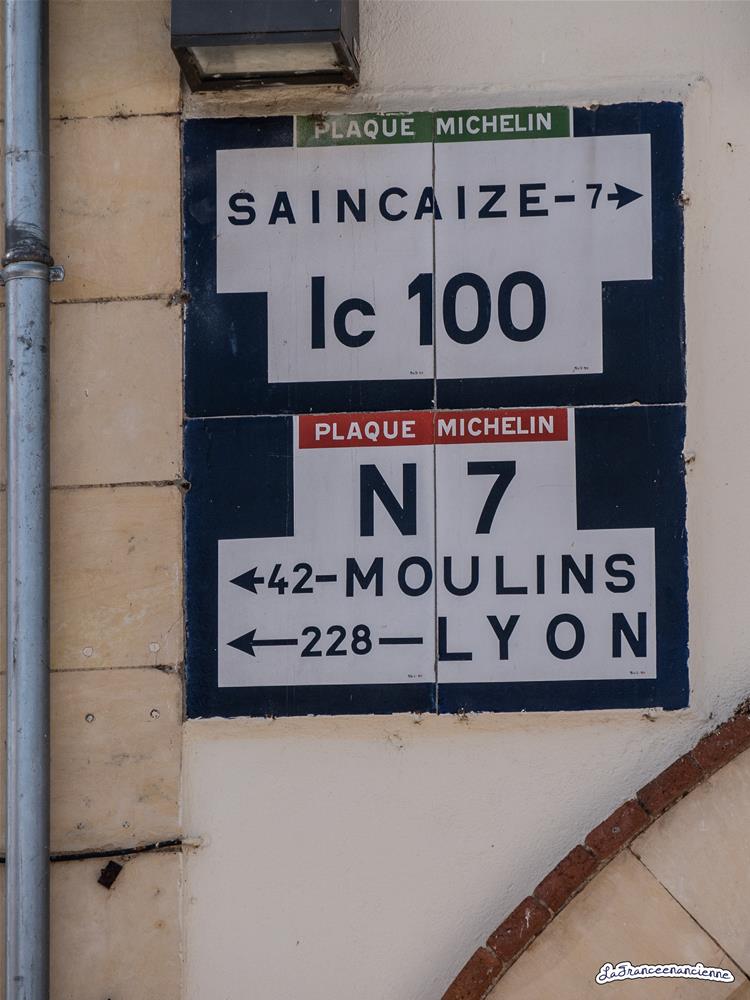 PLAQUE MICHELIN
SAINCAIZE-7→
Ic 100
PLAQUE MICHELIN
N 7
←42-MOULINS
←228-LYON
LaFranceenancienne